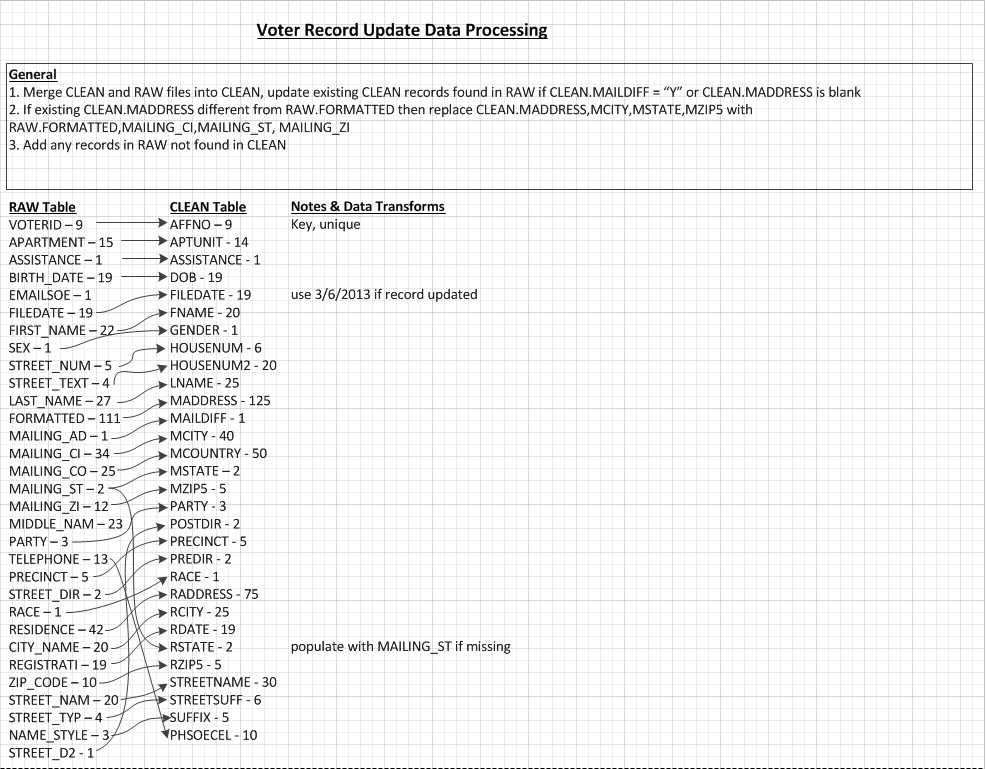 Voter Record Update Data Processing
General
1. Merge CLEAN and RAW files into CLEAN, update existing CLEAN records found in RAW if CLEAN.MAILDIFF = “Y” or CLEAN.MADDRESS is blank
2. If existing CLEAN.MADDRESS different from RAW.FORMATTED then replace CLEAN.MADDRESS,MCITY,MSTATE,MZIP5 with
RAW.FORMATTED,MAILING_CI,MAILING_ST, MAILING_ZI
3. Add any records in RAW not found in CLEAN
RAW Table CLEAN Table Notes & Data Transforms
VOTERID – 9 AFFNO – 9 Key, unique
APARTMENT – 15 APTUNIT - 14
ASSISTANCE – 1 ASSISTANCE - 1
BIRTH_DATE – 19 DOB - 19
EMAILSOE – 1 FILEDATE - 19 use 3/6/2013 if record updated
FILEDATE – 19 FNAME - 20
FIRST_NAME – 22 GENDER - 1
SEX – 1 HOUSENUM - 6
STREET_NUM – 5 HOUSENUM2 - 20
STREET_TEXT – 4 LNAME - 25
LAST_NAME – 27 MADDRESS - 125
FORMATTED – 111 MAILDIFF - 1
MAILING_AD – 1 MCITY - 40
MAILING_CI – 34 MCOUNTRY - 50
MAILING_CO – 25 MSTATE – 2
MAILING_ST – 2 MZIP5 - 5
MAILING_ZI – 12 PARTY - 3
MIDDLE_NAM – 23 POSTDIR - 2
PARTY – 3 PRECINCT - 5
TELEPHONE – 13 PREDIR - 2
PRECINCT – 5 RACE - 1
STREET_DIR – 2 RADDRESS - 75
RACE – 1 RCITY - 25
RESIDENCE – 42 RDATE - 19
CITY_NAME – 20 RSTATE - 2 populate with MAILING_ST if missing
REGISTRATI – 19 RZIP5 - 5
ZIP_CODE – 10 STREETNAME - 30
STREET_NAM – 20 STREETSUFF - 6
STREET_TYP – 4 SUFFIX - 5
NAME_STYLE – 3 PHSOECEL - 10
STREET_D2 - 1